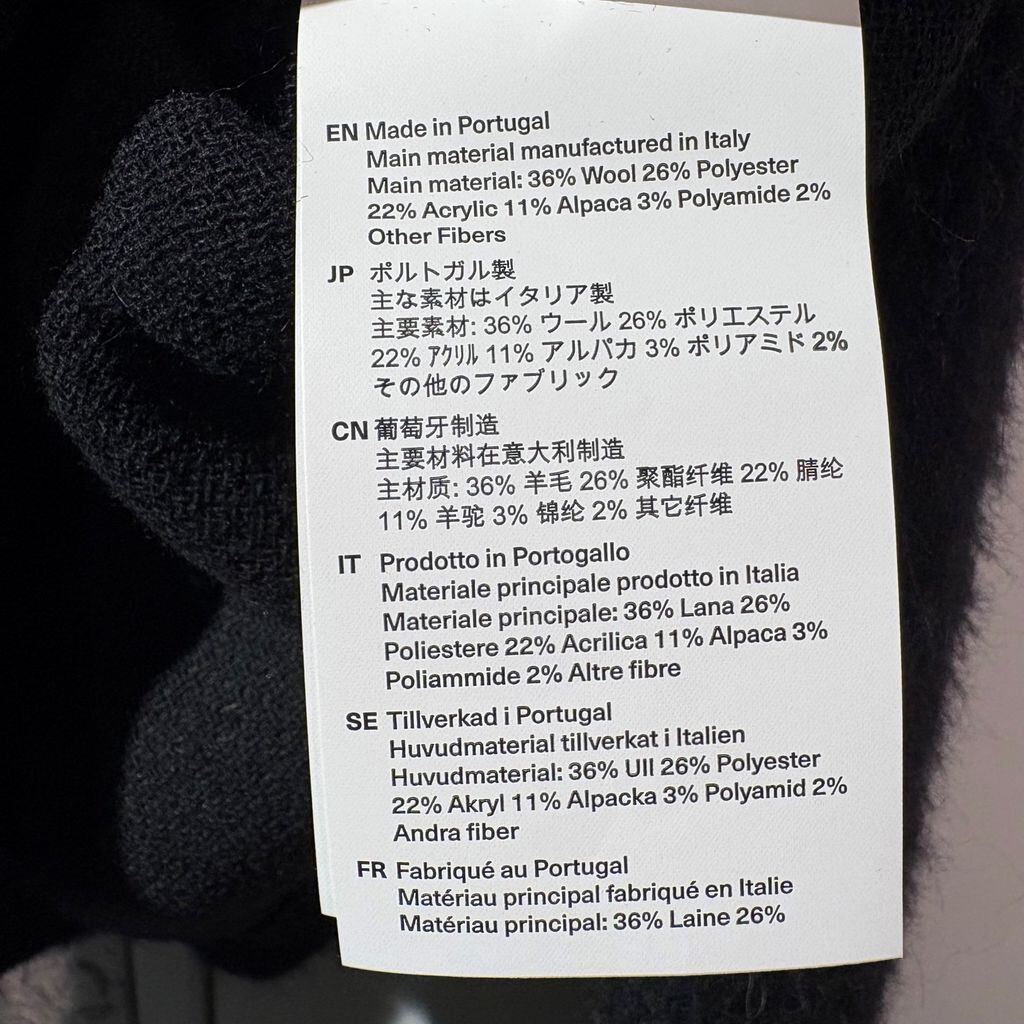 EN Made in Portugal
Main material manufactured in Italy
Main material: 36% Wool 26% Polyester
22% Acrylic 11% Alpaca 3% Polyamide 2%
Other Fibers
JP ポルトガル製
主な素材はイタリア製
主要素材: 36% ウール 26% ポリエステル
22% ｱｸﾘﾙ 11% アルパカ 3% ポリアミド 2%
その他のファブリック
CN 葡萄牙制造
主要材料在意大利制造
主材质: 36% 羊毛 26% 聚酯纤维 22% 腈纶
11% 羊驼 3% 锦纶 2% 其它纤维
IT Prodotto in Portogallo
Materiale principale prodotto in Italia
Materiale principale: 36% Lana 26%
Poliestere 22% Acrilica 11% Alpaca 3%
Poliammide 2% Altre fibre
SE Tillverkad i Portugal
Huvudmaterial tillverkat i Italien
Huvudmaterial: 36% Ull 26% Polyester
22% Akryl 11% Alpacka 3% Polyamid 2%
Andra fiber
FR Fabriqué au Portugal
Matériau principal fabriqué en Italie
Matériau principal: 36% Laine 26%